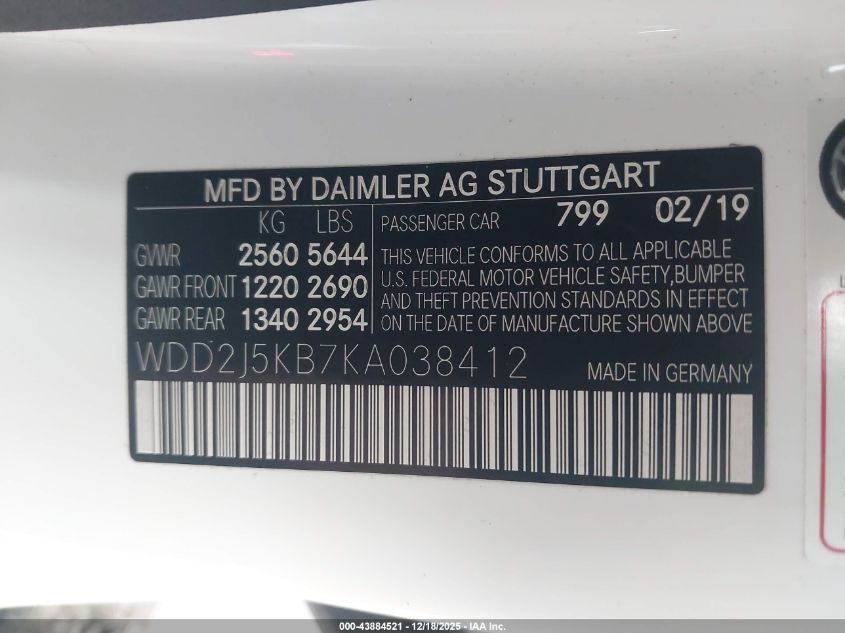 MFD BY DAIMLER AG STUTTGART
KG LBS
GVWR 2560 5644
GAWR FRONT 1220 2690
GAWR REAR 1340 2954
PASSENGER CAR 799 02/19
THIS VEHICLE CONFORMS TO ALL APPLICABLE
U.S. FEDERAL MOTOR VEHICLE SAFETY,BUMPER
AND THEFT PREVENTION STANDARDS IN EFFECT
ON THE DATE OF MANUFACTURE SHOWN ABOVE
WDD2J5KB7KA038412
MADE IN GERMANY
000-43884521 - 12/18/2025 - IAA Inc.